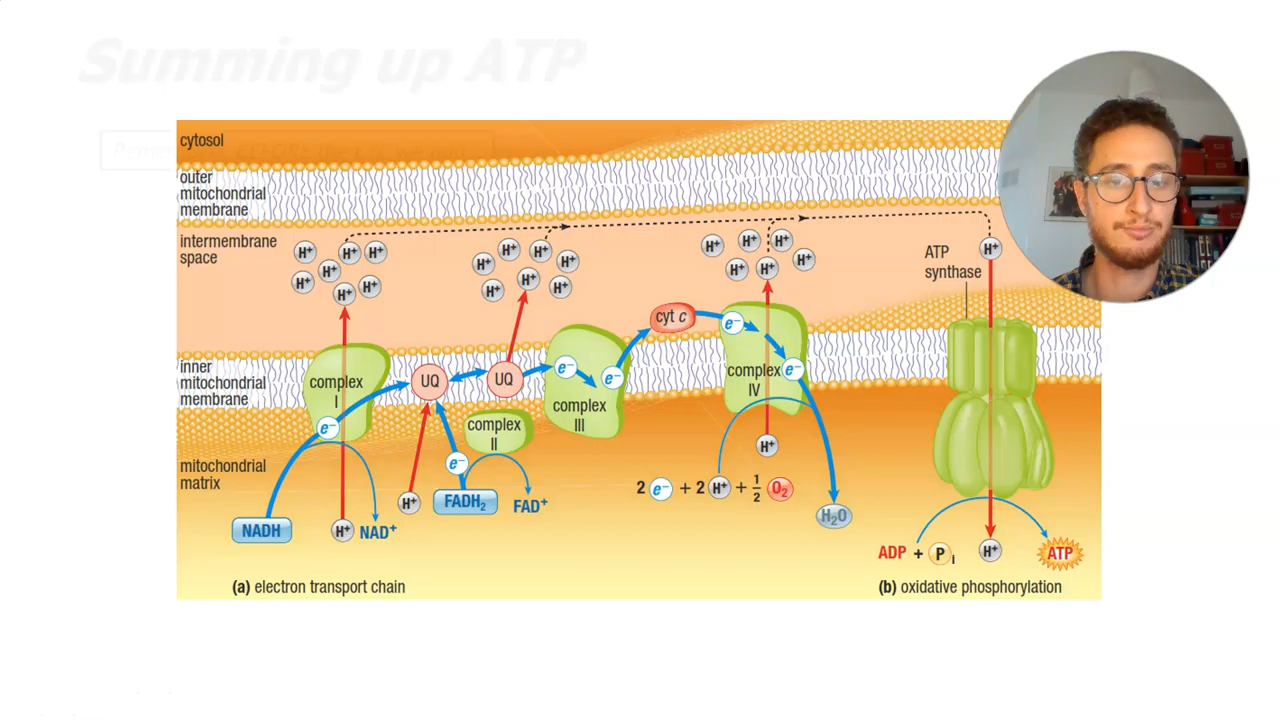 Summing up ATP
cytosol
outer
mitochondrial
membrane
intermembrane
space
H⁺ H⁺ H⁺ H⁺ H⁺ H⁺ H⁺
H⁺ H⁺ H⁺ H⁺ H⁺ H⁺ H⁺
H⁺ H⁺ H⁺ H⁺ H⁺ H⁺
H⁺
ATP
synthase
cyt c
inner
mitochondrial
membrane
complex
I
e⁻
UQ
UQ
e⁻
e⁻
complex
III
complex
II
e⁻
e⁻
complex
IV
e⁻
H⁺
mitochondrial
matrix
NADH
H⁺
NAD⁺
H⁺
FADH₂
FAD⁺
2 e⁻ + 2 H⁺ + 1/2 O₂
H₂O
ADP + Pi
H⁺
ATP
(a) electron transport chain
(b) oxidative phosphorylation